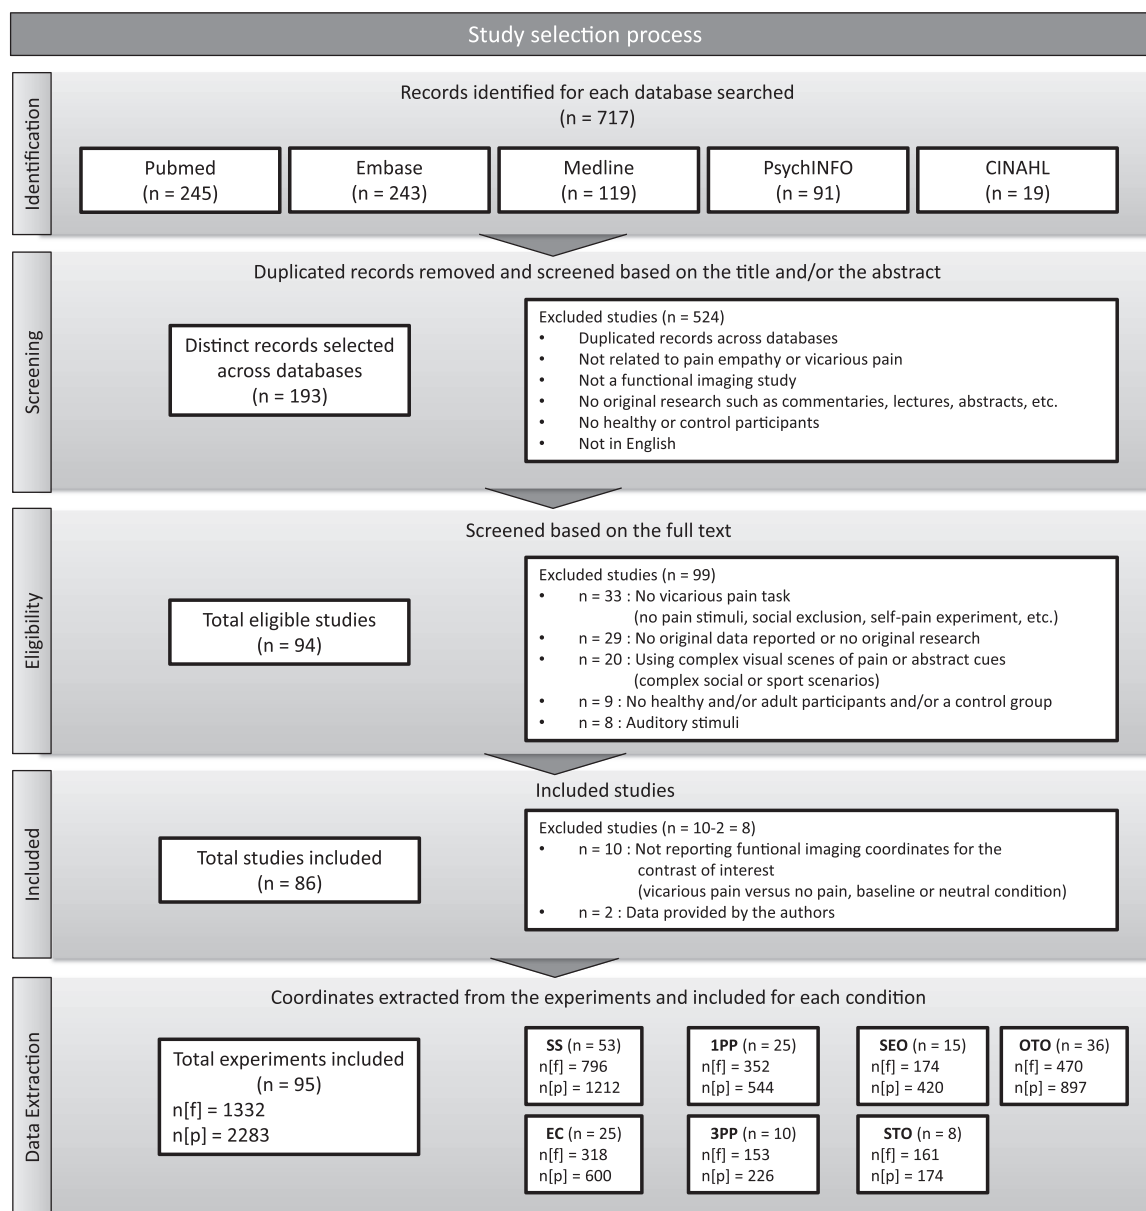 Study selection process
Identification
Records identified for each database searched
(n = 717)
Pubmed
(n = 245)
Embase
(n = 243)
Medline
(n = 119)
PsychINFO
(n = 91)
CINAHL
(n = 19)
Screening
Duplicated records removed and screened based on the title and/or the abstract
Distinct records selected
across databases
(n = 193)
Excluded studies (n = 524)
• Duplicated records across databases
• Not related to pain empathy or vicarious pain
• Not a functional imaging study
• No original research such as commentaries, lectures, abstracts, etc.
• No healthy or control participants
• Not in English
Eligibility
Screened based on the full text
Total eligible studies
(n = 94)
Excluded studies (n = 99)
• n = 33 : No vicarious pain task
(no pain stimuli, social exclusion, self-pain experiment, etc.)
• n = 29 : No original data reported or no original research
• n = 20 : Using complex visual scenes of pain or abstract cues
(complex social or sport scenarios)
• n = 9 : No healthy and/or adult participants and/or a control group
• n = 8 : Auditory stimuli
Included
Included studies
Total studies included
(n = 86)
Excluded studies (n = 10-2 = 8)
• n = 10 : Not reporting funtional imaging coordinates for the
contrast of interest
(vicarious pain versus no pain, baseline or neutral condition)
• n = 2 : Data provided by the authors
Data Extraction
Coordinates extracted from the experiments and included for each condition
Total experiments included
(n = 95)
n[f] = 1332
n[p] = 2283
SS (n = 53)
n[f] = 796
n[p] = 1212
1PP (n = 25)
n[f] = 352
n[p] = 544
SEO (n = 15)
n[f] = 174
n[p] = 420
OTO (n = 36)
n[f] = 470
n[p] = 897
EC (n = 25)
n[f] = 318
n[p] = 600
3PP (n = 10)
n[f] = 153
n[p] = 226
STO (n = 8)
n[f] = 161
n[p] = 174